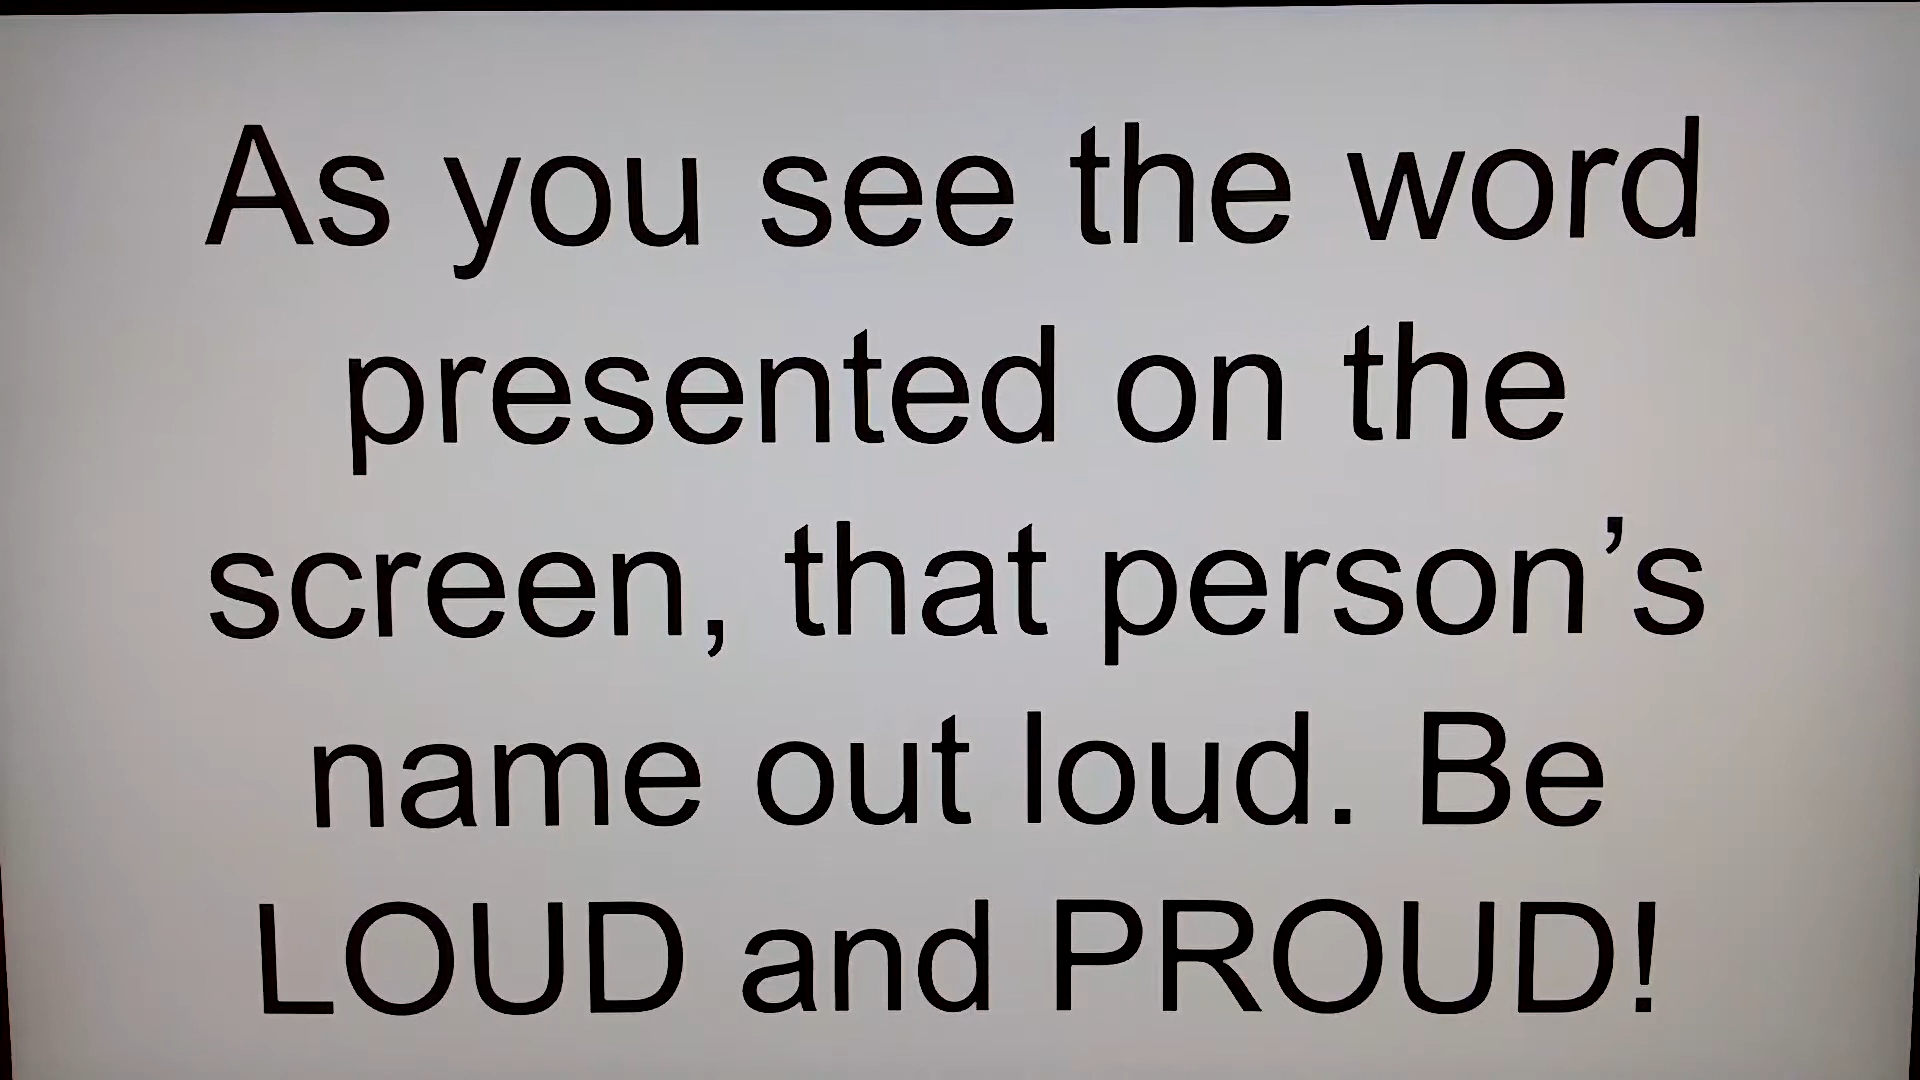 As you see the word
presented on the
screen, that person’s
name out loud. Be
LOUD and PROUD!